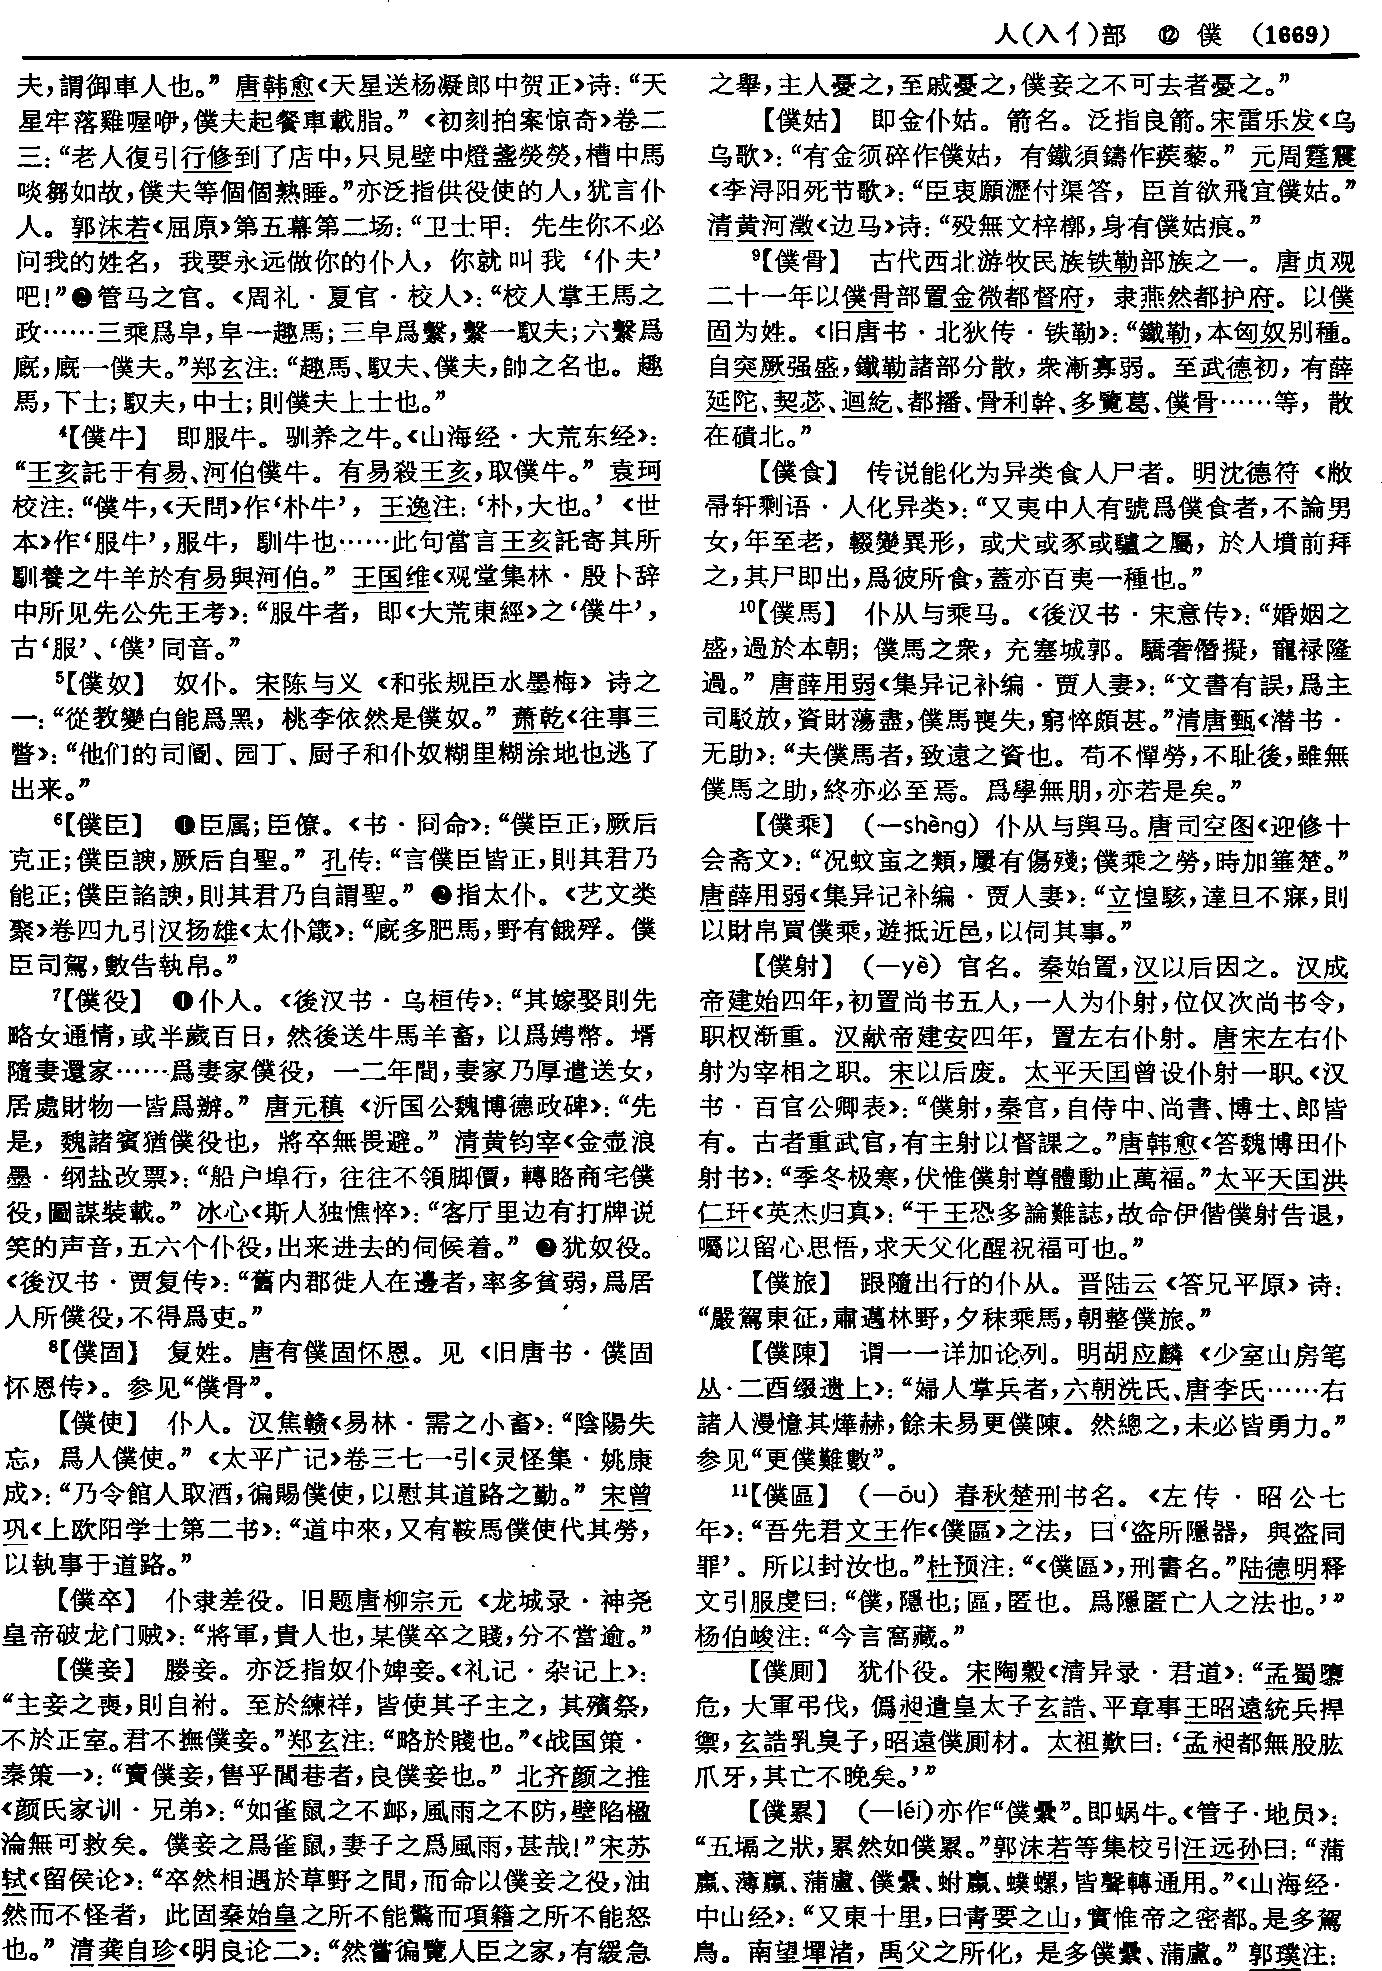 人(入亻)部　⑫　僕　(1669)
夫，謂御車人也。”唐韩愈《天星送杨凝郎中贺正》诗：“天
星牢落雞喔咿，僕夫起餐車載脂。”《初刻拍案惊奇》卷二
三：“老人復引行修到了店中，只見壁中燈盞熒熒，槽中馬
啖芻如故，僕夫等個個熟睡。”亦泛指供役使的人，犹言仆
人。郭沫若《屈原》第五幕第二场：“卫士甲：先生你不必
问我的姓名，我要永远做你的仆人，你就叫我‘仆夫’
吧!”❷管马之官。《周礼·夏官·校人》：“校人掌王馬之
政……三乘爲皁，皁一趣馬；三皁爲繫，繫一馭夫；六繫爲
廐，廐一僕夫。”郑玄注：“趣馬、馭夫、僕夫，帥之名也。趣
馬，下士；馭夫，中士；則僕夫上士也。”
⁴【僕牛】　即服牛。驯养之牛。《山海经·大荒东经》：
“王亥託于有易、河伯僕牛。有易殺王亥，取僕牛。”袁珂
校注：“僕牛，《天問》作‘朴牛’，王逸注：‘朴，大也。’《世
本》作‘服牛’，服牛，馴牛也……此句當言王亥託寄其所
馴養之牛羊於有易與河伯。”王国维《观堂集林·殷卜辞
中所见先公先王考》：“服牛者，即《大荒東經》之‘僕牛’，
古‘服’、‘僕’同音。”
⁵【僕奴】　奴仆。宋陈与义《和张规臣水墨梅》诗之
一：“從教變白能爲黑，桃李依然是僕奴。”萧乾《往事三
瞥》：“他们的司阍、园丁、厨子和仆奴糊里糊涂地也逃了
出来。”
⁶【僕臣】　❶臣属；臣僚。《书·冏命》：“僕臣正，厥后
克正；僕臣諛，厥后自聖。”孔传：“言僕臣皆正，則其君乃
能正；僕臣諂諛，則其君乃自謂聖。”❷指太仆。《艺文类
聚》卷四九引汉扬雄《太仆箴》：“廐多肥馬，野有餓殍。僕
臣司駕，敢告執帛。”
⁷【僕役】　❶仆人。《後汉书·乌桓传》：“其嫁娶則先
略女通情，或半歲百日，然後送牛馬羊畜，以爲娉幣。壻
隨妻還家……爲妻家僕役，一二年間，妻家乃厚遣送女，
居處財物一皆爲辦。”唐元稹《沂国公魏博德政碑》：“先
是，魏諸賓猶僕役也，將卒無畏避。”清黄钧宰《金壶浪
墨·纲盐改票》：“船户埠行，往往不領脚價，轉賂商宅僕
役，圖謀裝載。”冰心《斯人独憔悴》：“客厅里边有打牌说
笑的声音，五六个仆役，出来进去的伺候着。”❷犹奴役。
《後汉书·贾复传》：“舊内郡徙人在邊者，率多貧弱，爲居
人所僕役，不得爲吏。”
⁸【僕固】　复姓。唐有僕固怀恩。见《旧唐书·僕固
怀恩传》。参见“僕骨”。
【僕使】　仆人。汉焦赣《易林·需之小畜》：“陰陽失
忘，爲人僕使。”《太平广记》卷三七一引《灵怪集·姚康
成》：“乃令館人取酒，徧賜僕使，以慰其道路之勤。”宋曾
巩《上欧阳学士第二书》：“道中來，又有鞍馬僕使代其勞，
以執事于道路。”
【僕卒】　仆隶差役。旧题唐柳宗元《龙城录·神尧
皇帝破龙门贼》：“將軍，貴人也，某僕卒之賤，分不當逾。”
【僕妾】　媵妾。亦泛指奴仆婢妾。《礼记·杂记上》：
“主妾之喪，則自祔。至於練祥，皆使其子主之，其殯祭，
不於正室。君不撫僕妾。”郑玄注：“略於賤也。”《战国策·
秦策一》：“賣僕妾，售乎閭巷者，良僕妾也。”北齐颜之推
《颜氏家训·兄弟》：“如雀鼠之不䘏，風雨之不防，壁陷楹
淪無可救矣。僕妾之爲雀鼠，妻子之爲風雨，甚哉!”宋苏
轼《留侯论》：“卒然相遇於草野之間，而命以僕妾之役，油
然而不怪者，此固秦始皇之所不能驚而項籍之所不能怒
也。”清龚自珍《明良论二》：“然嘗徧覽人臣之家，有緩急
之舉，主人憂之，至戚憂之，僕妾之不可去者憂之。”
【僕姑】　即金仆姑。箭名。泛指良箭。宋雷乐发《乌
乌歌》：“有金须碎作僕姑，有鐵須鑄作蒺藜。”元周霆震
《李浔阳死节歌》：“臣衷願瀝付渠答，臣首欲飛宜僕姑。”
清黄河澂《边马》诗：“殁無文梓槨，身有僕姑痕。”
⁹【僕骨】　古代西北游牧民族铁勒部族之一。唐贞观
二十一年以僕骨部置金微都督府，隶燕然都护府。以僕
固为姓。《旧唐书·北狄传·铁勒》：“鐵勒，本匈奴别種。
自突厥强盛，鐵勒諸部分散，衆漸寡弱。至武德初，有薛
延陀、契苾、迴紇、都播、骨利幹、多覽葛、僕骨……等，散
在磧北。”
【僕食】　传说能化为异类食人尸者。明沈德符《敝
帚轩剩语·人化异类》：“又夷中人有號爲僕食者，不論男
女，年至老，輟變異形，或犬或豕或驢之屬，於人墳前拜
之，其尸即出，爲彼所食，蓋亦百夷一種也。”
¹⁰【僕馬】　仆从与乘马。《後汉书·宋意传》：“婚姻之
盛，過於本朝；僕馬之衆，充塞城郭。驕奢僭擬，寵禄隆
過。”唐薛用弱《集异记补编·贾人妻》：“文書有誤，爲主
司駁放，資財蕩盡，僕馬喪失，窮悴頗甚。”清唐甄《潜书·
无助》：“夫僕馬者，致遠之資也。苟不憚勞，不耻後，雖無
僕馬之助，終亦必至焉。爲學無朋，亦若是矣。”
【僕乘】　（—shèng）仆从与舆马。唐司空图《迎修十
会斋文》：“况蚊䖟之類，屢有傷殘；僕乘之勞，時加箠楚。”
唐薛用弱《集异记补编·贾人妻》：“立惶駭，達旦不寐，則
以財帛買僕乘，遊抵近邑，以伺其事。”
【僕射】　（—yè）官名。秦始置，汉以后因之。汉成
帝建始四年，初置尚书五人，一人为仆射，位仅次尚书令，
职权渐重。汉献帝建安四年，置左右仆射。唐宋左右仆
射为宰相之职。宋以后废。太平天囯曾设仆射一职。《汉
书·百官公卿表》：“僕射，秦官，自侍中、尚書、博士、郎皆
有。古者重武官，有主射以督課之。”唐韩愈《答魏博田仆
射书》：“季冬极寒，伏惟僕射尊體動止萬福。”太平天囯洪
仁玕《英杰归真》：“干王恐多論難誌，故命伊偕僕射告退，
囑以留心思悟，求天父化醒祝福可也。”
【僕旅】　跟隨出行的仆从。晋陆云《答兄平原》诗：
“嚴駕東征，肅邁林野，夕秣乘馬，朝整僕旅。”
【僕陳】　谓一一详加论列。明胡应麟《少室山房笔
丛·二酉缀遗上》：“婦人掌兵者，六朝洗氏、唐李氏……右
諸人漫憶其燁赫，餘未易更僕陳。然總之，未必皆勇力。”
参见“更僕難數”。
¹¹【僕區】　（—ōu）春秋楚刑书名。《左传·昭公七
年》：“吾先君文王作《僕區》之法，曰‘盗所隱器，與盗同
罪’。所以封汝也。”杜预注：“《僕區》，刑書名。”陆德明释
文引服虔曰：“僕，隱也；區，匿也。爲隱匿亡人之法也。’”
杨伯峻注：“今言窩藏。”
【僕厠】　犹仆役。宋陶穀《清异录·君道》：“孟蜀墮
危，大軍弔伐，僞昶遣皇太子玄喆、平章事王昭遠統兵捍
禦，玄喆乳臭子，昭遠僕厠材。太祖歎曰：‘孟昶都無股肱
爪牙，其亡不晚矣。’”
【僕累】　（—léi）亦作“僕纍”。即蜗牛。《管子·地员》：
“五塥之狀，累然如僕累。”郭沫若等集校引汪远孙曰：“蒲
蠃、薄蠃、蒲盧、僕纍、蚹蠃、蟆螺，皆聲轉通用。”《山海经·
中山经》：“又東十里，曰青要之山，實惟帝之密都。是多駕
鳥。南望墠渚，禹父之所化，是多僕纍、蒲盧。”郭璞注：